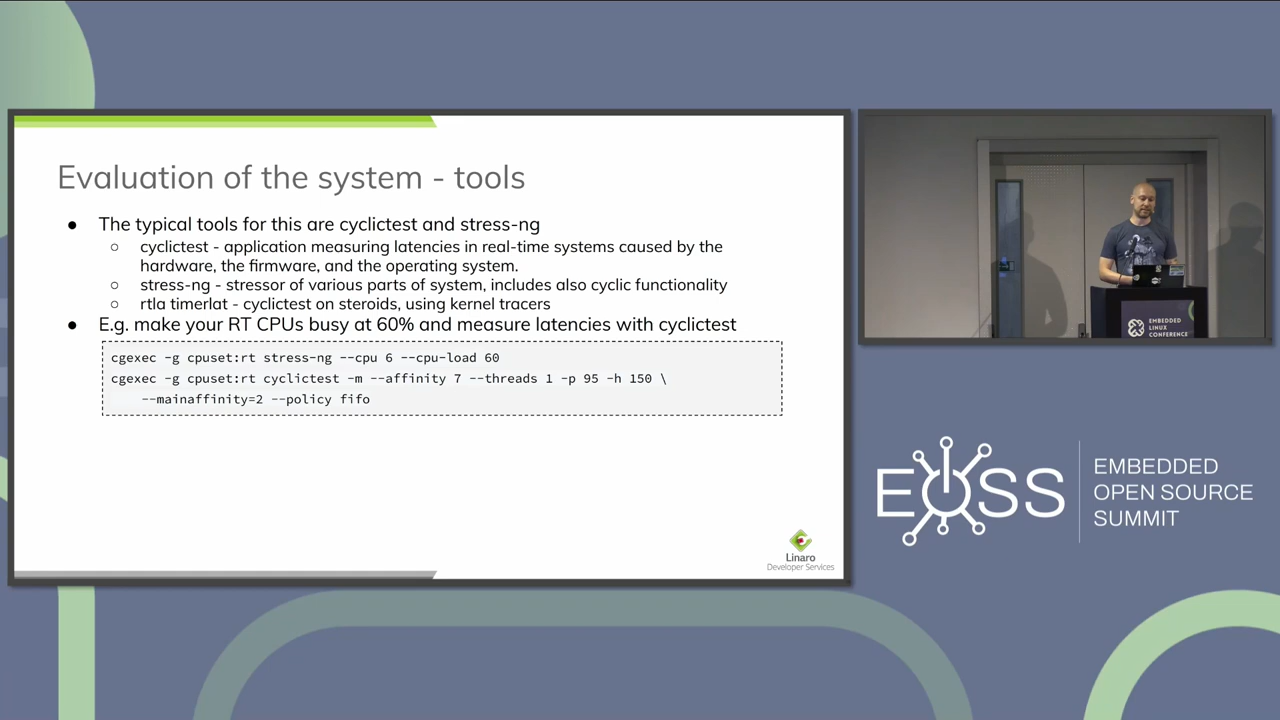 Evaluation of the system - tools
● The typical tools for this are cyclictest and stress-ng
○ cyclictest - application measuring latencies in real-time systems caused by the
hardware, the firmware, and the operating system.
○ stress-ng - stressor of various parts of system, includes also cyclic functionality
○ rtla timerlat - cyclictest on steroids, using kernel tracers
● E.g. make your RT CPUs busy at 60% and measure latencies with cyclictest
cgexec -g cpuset:rt stress-ng --cpu 6 --cpu-load 60
cgexec -g cpuset:rt cyclictest -m --affinity 7 --threads 1 -p 95 -h 150 \
--mainaffinity=2 --policy fifo
Linaro
Developer Services
EMBEDDED
LINUX
CONFERENCE
EOSS
EMBEDDED
OPEN SOURCE
SUMMIT